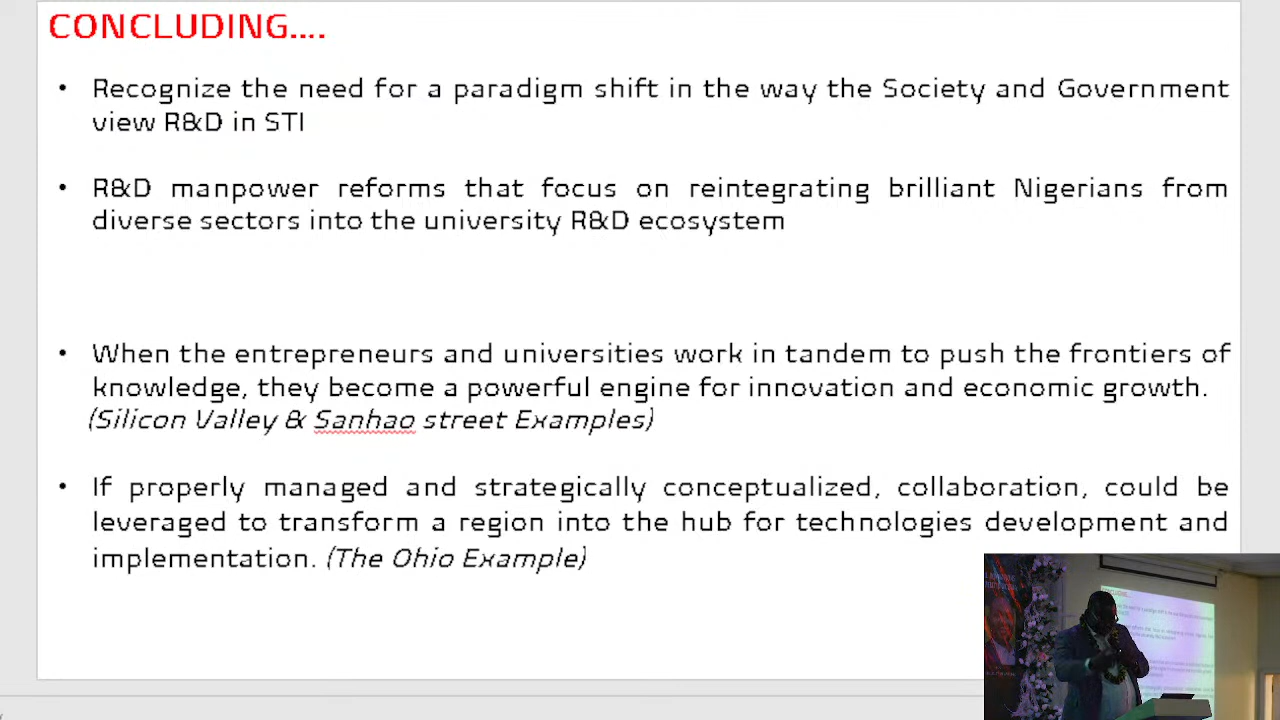 CONCLUDING....
• Recognize the need for a paradigm shift in the way the Society and Government
view R&D in STI
• R&D manpower reforms that focus on reintegrating brilliant Nigerians from
diverse sectors into the university R&D ecosystem
• When the entrepreneurs and universities work in tandem to push the frontiers of
knowledge, they become a powerful engine for innovation and economic growth.
(Silicon Valley & Sanhao street Examples)
• If properly managed and strategically conceptualized, collaboration, could be
leveraged to transform a region into the hub for technologies development and
implementation. (The Ohio Example)